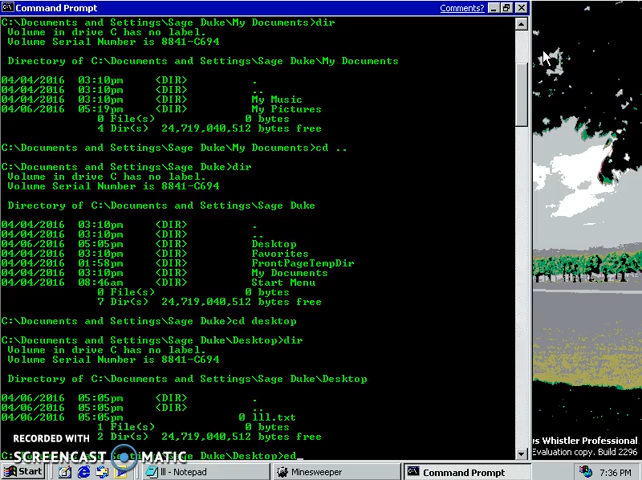 Command Prompt
Comments?
C:\Documents and Settings\Sage Duke\My Documents>dir
Volume in drive C has no label.
Volume Serial Number is 8841-C694
Directory of C:\Documents and Settings\Sage Duke\My Documents
04/04/2016 03:10pm <DIR> .
04/04/2016 03:10pm <DIR> ..
04/04/2016 03:10pm <DIR> My Music
04/06/2016 05:19pm <DIR> My Pictures
0 File(s) 0 bytes
4 Dir(s) 24,719,040,512 bytes free
C:\Documents and Settings\Sage Duke\My Documents>cd ..
C:\Documents and Settings\Sage Duke>dir
Volume in drive C has no label.
Volume Serial Number is 8841-C694
Directory of C:\Documents and Settings\Sage Duke
04/04/2016 03:10pm <DIR> .
04/04/2016 03:10pm <DIR> ..
04/06/2016 05:05pm <DIR> Desktop
04/04/2016 03:10pm <DIR> Favorites
04/04/2016 01:58pm <DIR> FrontPageTempDir
04/04/2016 03:10pm <DIR> My Documents
04/04/2016 08:46am <DIR> Start Menu
0 File(s) 0 bytes
7 Dir(s) 24,719,040,512 bytes free
C:\Documents and Settings\Sage Duke>cd desktop
C:\Documents and Settings\Sage Duke\Desktop>dir
Volume in drive C has no label.
Volume Serial Number is 8841-C694
Directory of C:\Documents and Settings\Sage Duke\Desktop
04/06/2016 05:05pm <DIR> .
04/06/2016 05:05pm <DIR> ..
04/06/2016 05:05pm 0 lll.txt
1 File(s) 0 bytes
2 Dir(s) 24,719,040,512 bytes free
C:\Documents and Settings\Sage Duke\Desktop>ed_
RECORDED WITH
SCREENCAST MATIC
s Whistler Professional
Evaluation copy. Build 2296
Start
lll - Notepad
Minesweeper
Command Prompt
7:36 PM